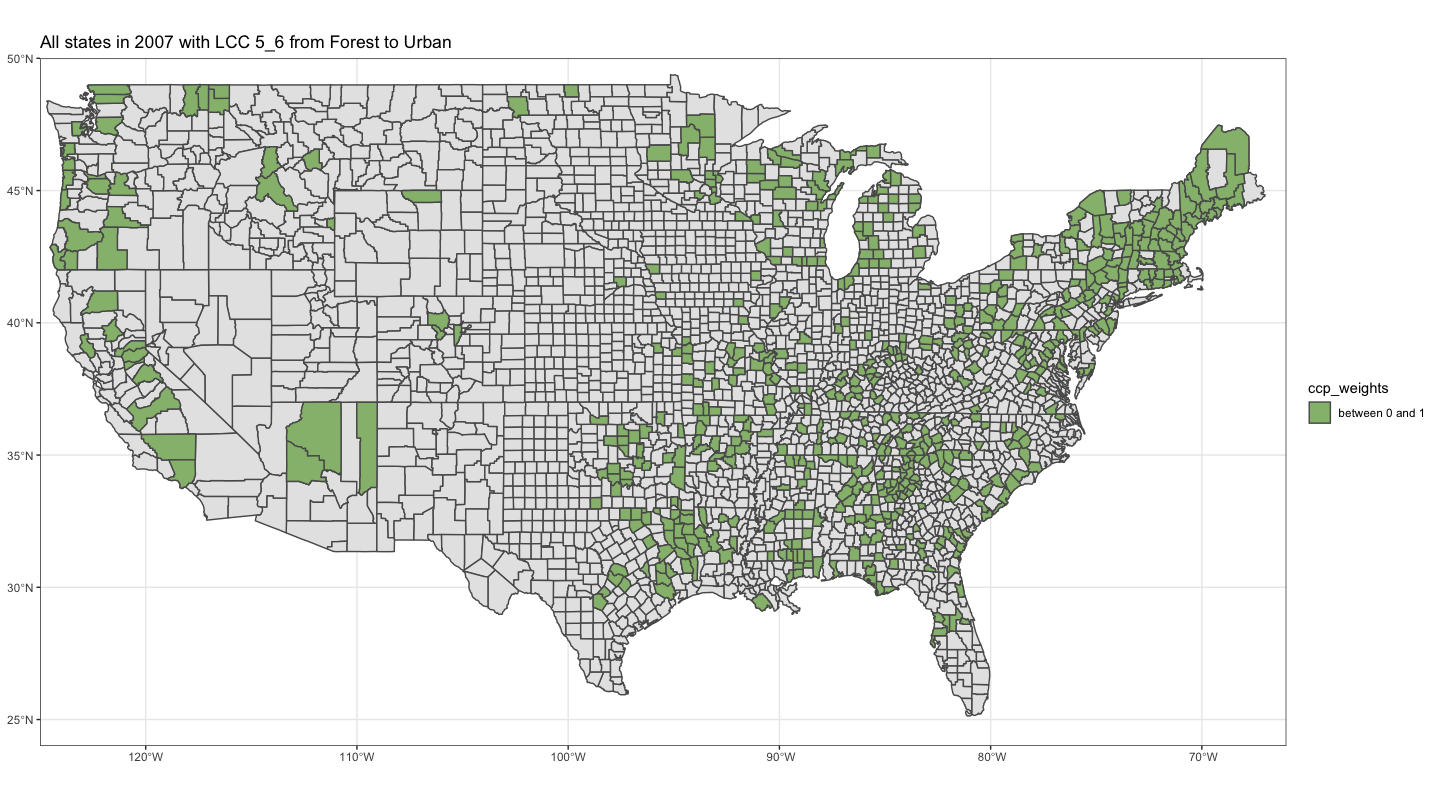 All states in 2007 with LCC 5_6 from Forest to Urban
50°N
45°N
40°N
35°N
30°N
25°N
120°W
110°W
100°W
90°W
80°W
70°W
ccp_weights
between 0 and 1